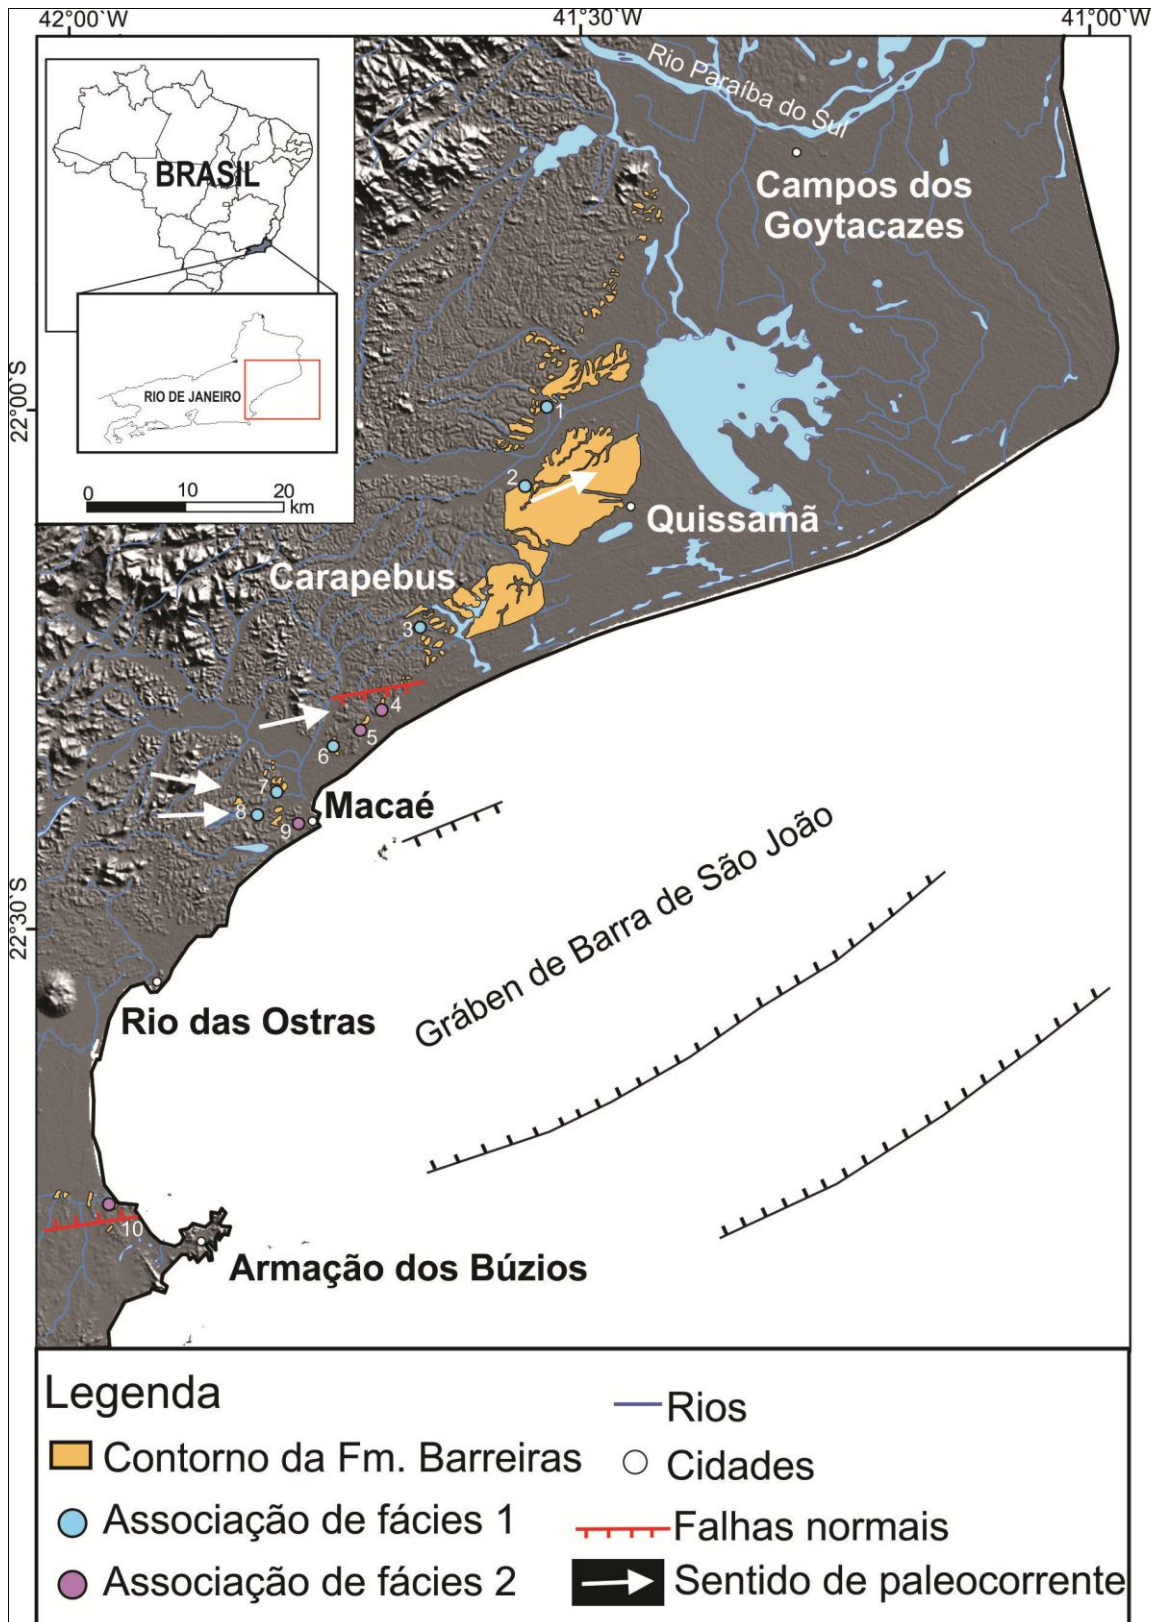 42°00`W
41°30`W
41°00`W
Rio Paraíba do Sul
BRASIL
Campos dos
Goytacazes
RIO DE JANEIRO
22°00`S
1
2
0 10 20
km
Quissamã
Carapebus
3
4
5
6
7
8
9
Macaé
Gráben de Barra de São João
22°30`S
Rio das Ostras
10
Armação dos Búzios
Legenda
Contorno da Fm. Barreiras
Associação de fácies 1
Associação de fácies 2
Rios
Cidades
Falhas normais
Sentido de paleocorrente